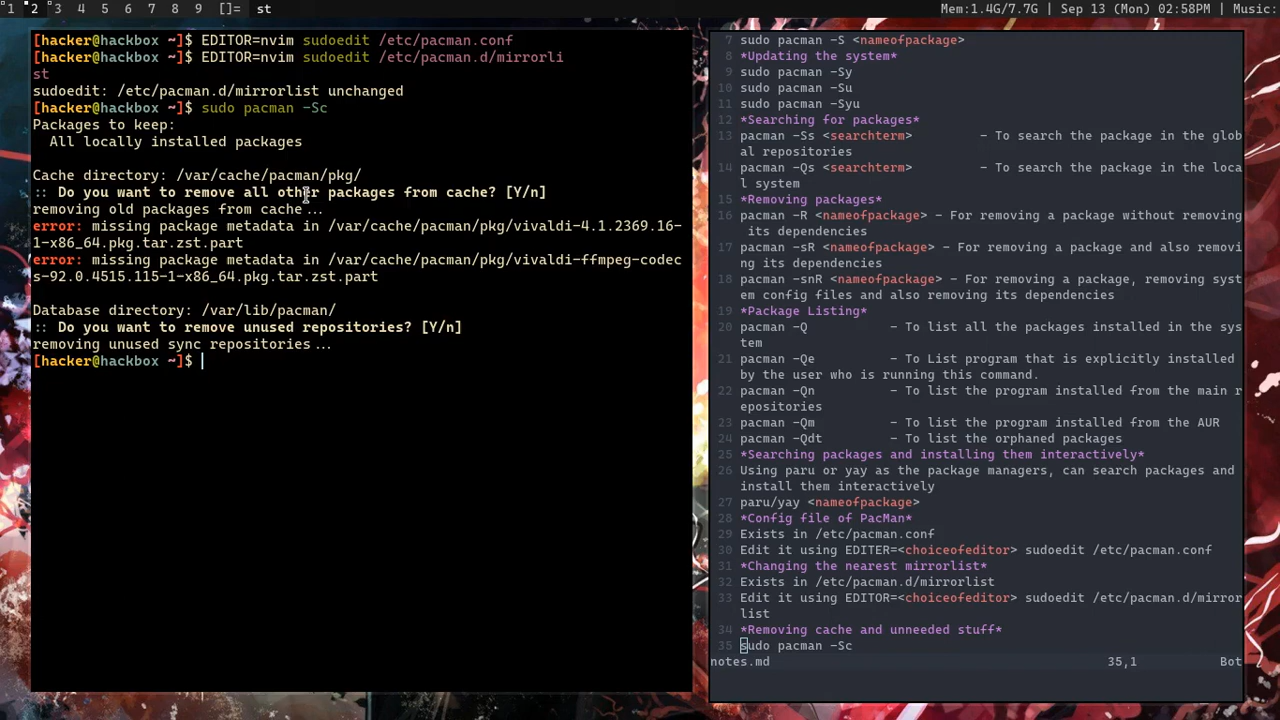 1 2 3 4 5 6 7 8 9 []= st Mem:1.4G/7.7G | Sep 13 (Mon) 02:58PM | Music:
[hacker@hackbox ~]$ EDITOR=nvim sudoedit /etc/pacman.conf
[hacker@hackbox ~]$ EDITOR=nvim sudoedit /etc/pacman.d/mirrorli
st
sudoedit: /etc/pacman.d/mirrorlist unchanged
[hacker@hackbox ~]$ sudo pacman -Sc
Packages to keep:
  All locally installed packages
Cache directory: /var/cache/pacman/pkg/
:: Do you want to remove all other packages from cache? [Y/n]
removing old packages from cache...
error: missing package metadata in /var/cache/pacman/pkg/vivaldi-4.1.2369.16-
1-x86_64.pkg.tar.zst.part
error: missing package metadata in /var/cache/pacman/pkg/vivaldi-ffmpeg-codec
s-92.0.4515.115-1-x86_64.pkg.tar.zst.part
Database directory: /var/lib/pacman/
:: Do you want to remove unused repositories? [Y/n]
removing unused sync repositories...
[hacker@hackbox ~]$
7 sudo pacman -S <nameofpackage>
8 *Updating the system*
9 sudo pacman -Sy
10 sudo pacman -Su
11 sudo pacman -Syu
12 *Searching for packages*
13 pacman -Ss <searchterm>         - To search the package in the glob
al repositories
14 pacman -Qs <searchterm>         - To search the package in the loca
l system
15 *Removing packages*
16 pacman -R <nameofpackage> - For removing a package without removing
its dependencies
17 pacman -sR <nameofpackage> - For removing a package and also removi
ng its dependencies
18 pacman -snR <nameofpackage> - For removing a package, removing syst
em config files and also removing its dependencies
19 *Package Listing*
20 pacman -Q           - To list all the packages installed in the sys
tem
21 pacman -Qe          - To List program that is explicitly installed
by the user who is running this command.
22 pacman -Qn          - To list the program installed from the main r
epositories
23 pacman -Qm          - To list the program installed from the AUR
24 pacman -Qdt         - To list the orphaned packages
25 *Searching packages and installing them interactively*
26 Using paru or yay as the package managers, can search packages and
install them interactively
27 paru/yay <nameofpackage>
28 *Config file of PacMan*
29 Exists in /etc/pacman.conf
30 Edit it using EDITER=<choiceofeditor> sudoedit /etc/pacman.conf
31 *Changing the nearest mirrorlist*
32 Exists in /etc/pacman.d/mirrorlist
33 Edit it using EDITOR=<choiceofeditor> sudoedit /etc/pacman.d/mirror
list
34 *Removing cache and unneeded stuff*
35 sudo pacman -Sc
notes.md 35,1 Bot